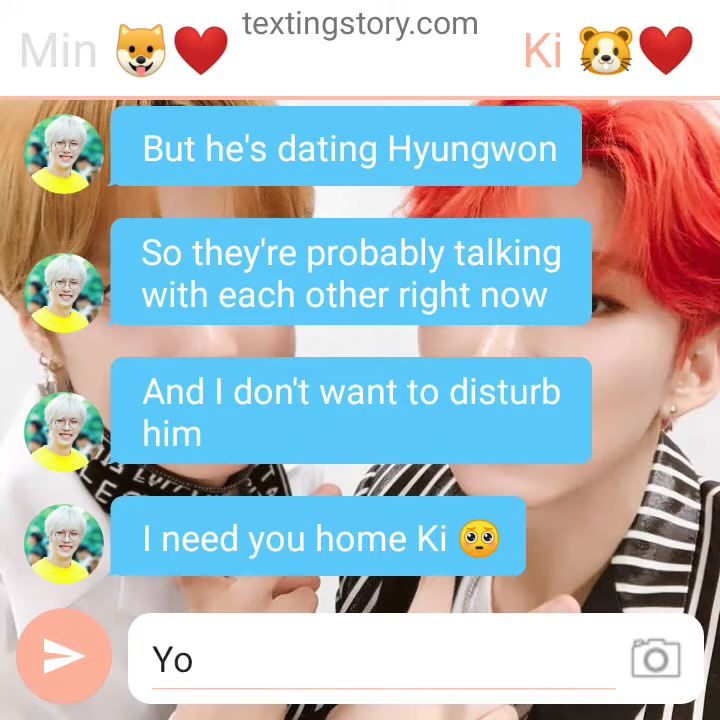 textingstory.com
Min 🐶❤️
Ki 🐯❤️
But he's dating Hyungwon
So they're probably talking
with each other right now
And I don't want to disturb
him
I need you home Ki 🥺
Yo